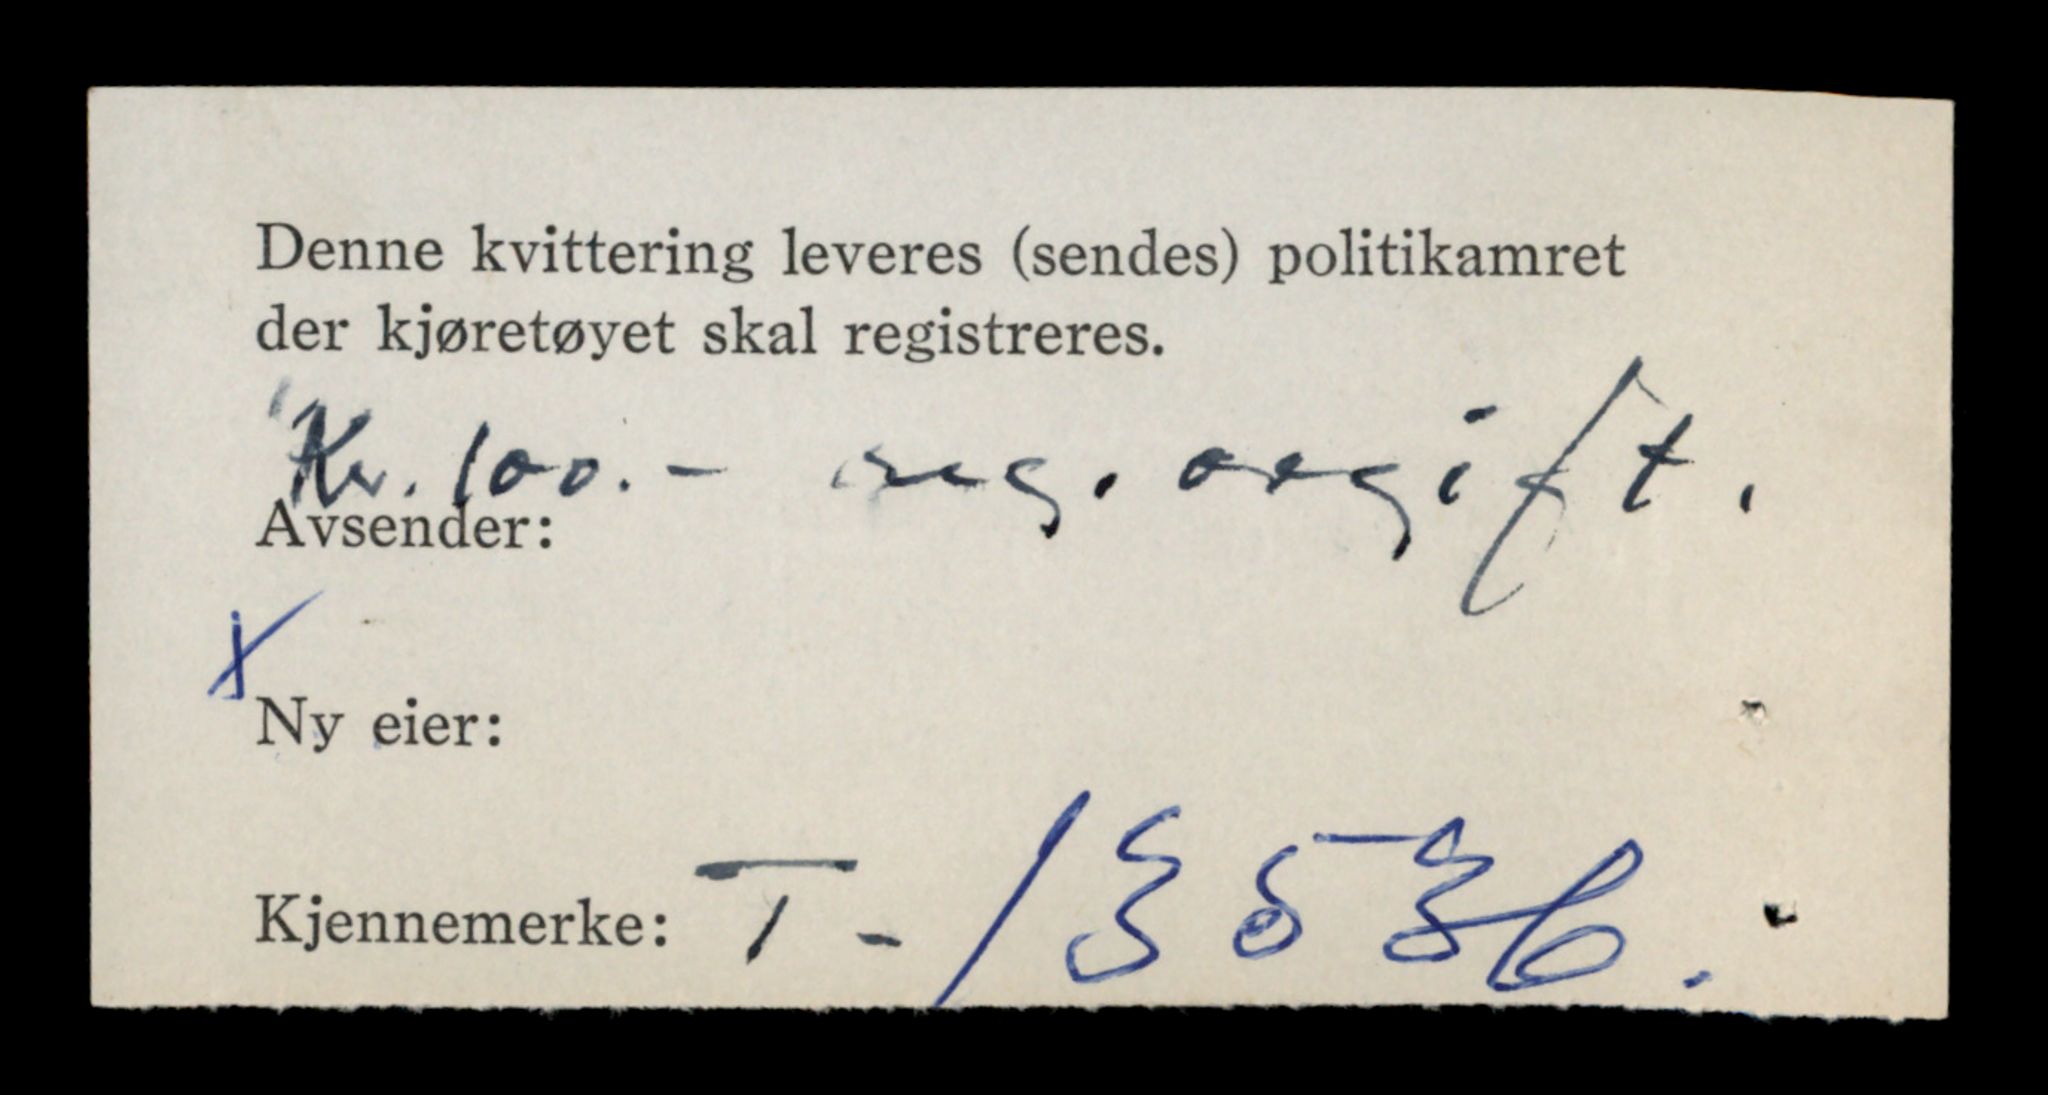 Denne kvittering leveres (sendes) politikamret
der kjøretøyet skal registreres.
Kr. 100.- reg. avgift.
Avsender:
X
Ny eier:
Kjennemerke: T - 13536.